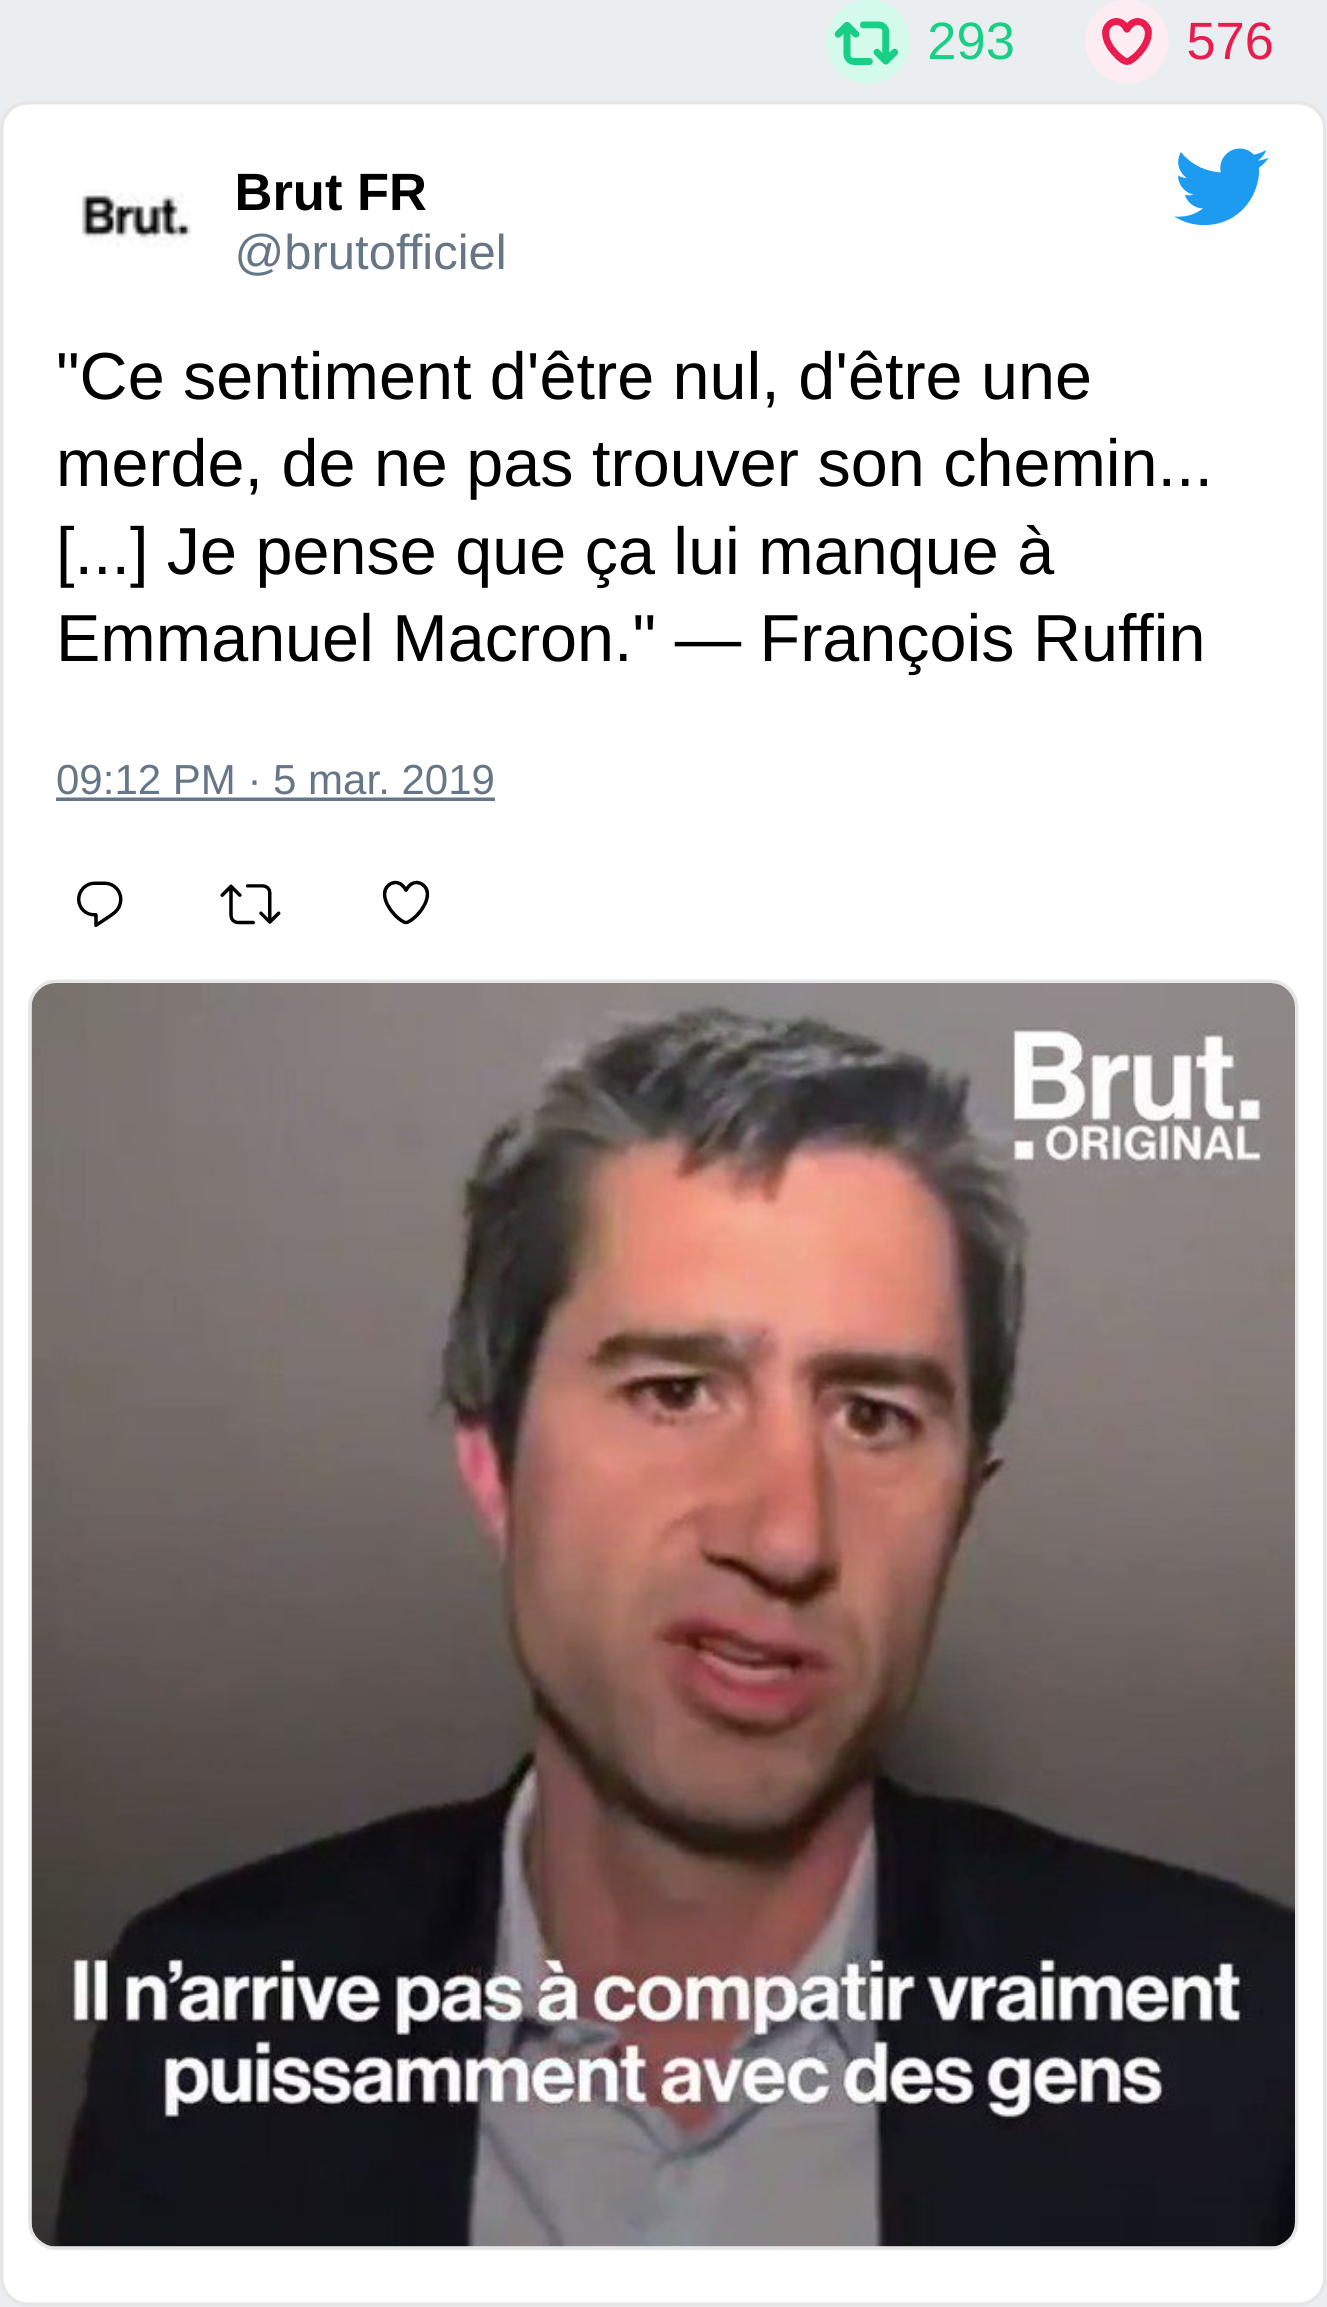 293 576
Brut.
Brut FR
@brutofficiel
"Ce sentiment d'être nul, d'être une
merde, de ne pas trouver son chemin...
[...] Je pense que ça lui manque à
Emmanuel Macron." — François Ruffin
09:12 PM · 5 mar. 2019
Brut.
ORIGINAL
Il n’arrive pas à compatir vraiment
puissamment avec des gens